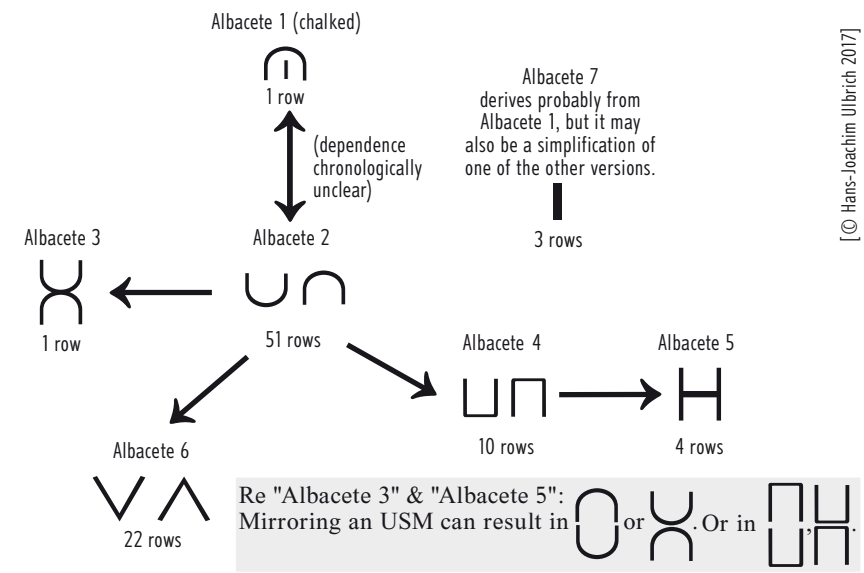 Albacete 1 (chalked)
1 row
(dependence
chronologically
unclear)
Albacete 7
derives probably from
Albacete 1, but it may
also be a simplification of
one of the other versions.
3 rows
[© Hans-Joachim Ulbrich 2017]
Albacete 3
1 row
Albacete 2
51 rows
Albacete 4
10 rows
Albacete 5
4 rows
Albacete 6
22 rows
Re "Albacete 3" & "Albacete 5":
Mirroring an USM can result in or . Or in , .